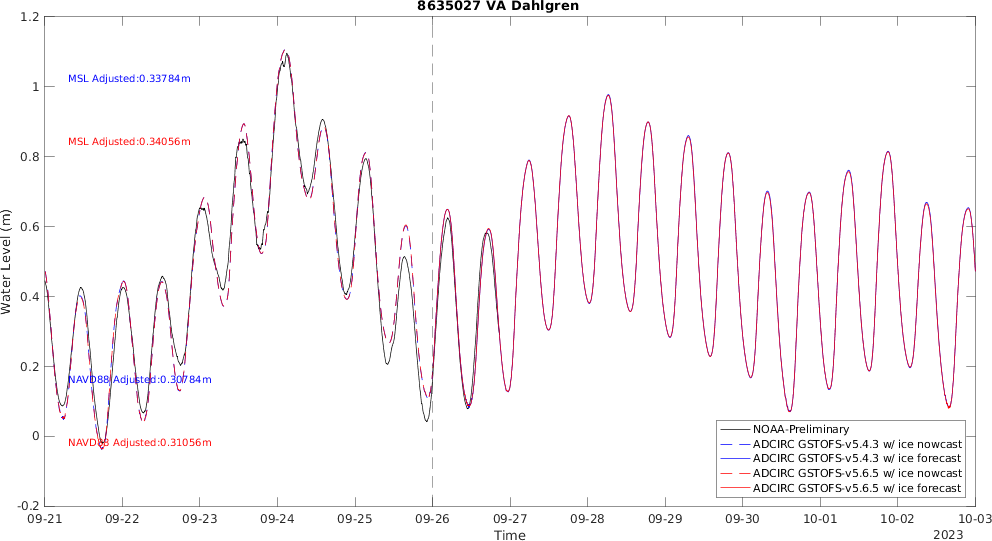 8635027 VA Dahlgren
1.2
1
0.8
0.6
0.4
0.2
0
-0.2
Water Level (m)
MSL Adjusted:0.33784m
MSL Adjusted:0.34056m
NAVD88 Adjusted:0.30784m
NAVD88 Adjusted:0.31056m
NOAA-Preliminary
ADCIRC GSTOFS-v5.4.3 w/ ice nowcast
ADCIRC GSTOFS-v5.4.3 w/ ice forecast
ADCIRC GSTOFS-v5.6.5 w/ ice nowcast
ADCIRC GSTOFS-v5.6.5 w/ ice forecast
09-21 09-22 09-23 09-24 09-25 09-26 09-27 09-28 09-29 09-30 10-01 10-02 10-03
Time
2023